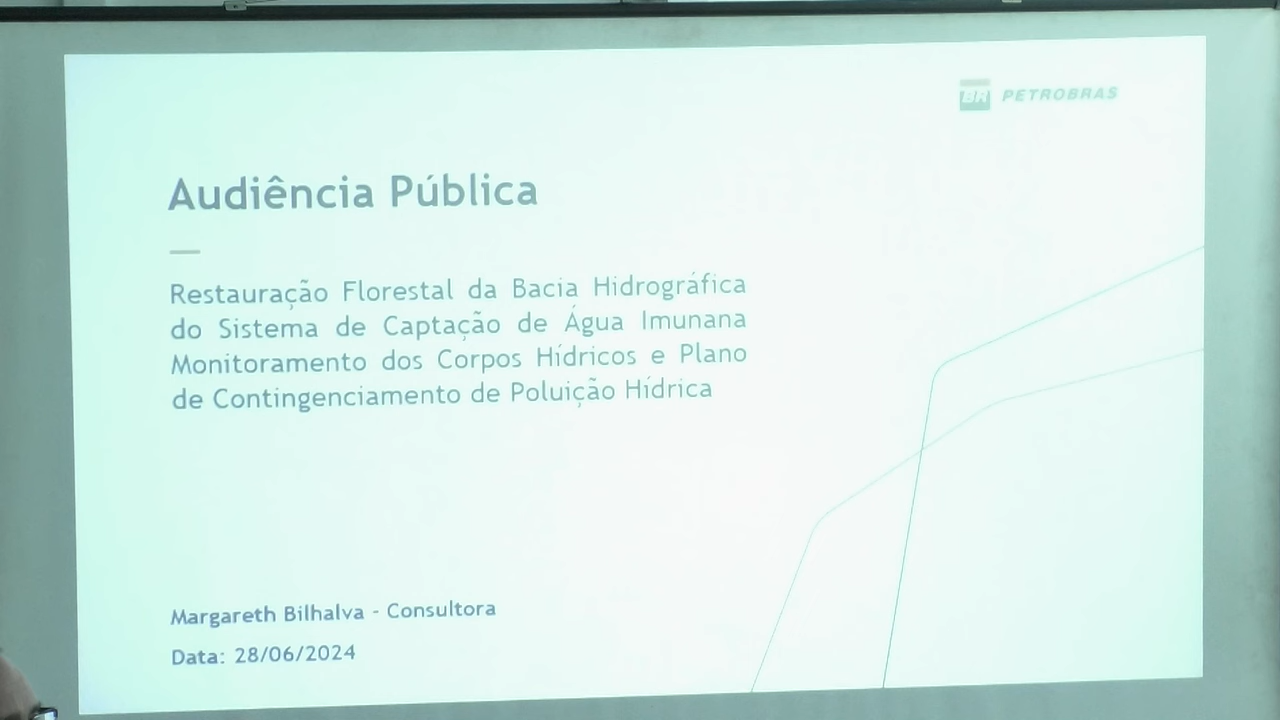 BR PETROBRAS
Audiência Pública
Restauração Florestal da Bacia Hidrográfica
do Sistema de Captação de Água Imunana
Monitoramento dos Corpos Hídricos e Plano
de Contingenciamento de Poluição Hídrica
Margareth Bilhalva - Consultora
Data: 28/06/2024